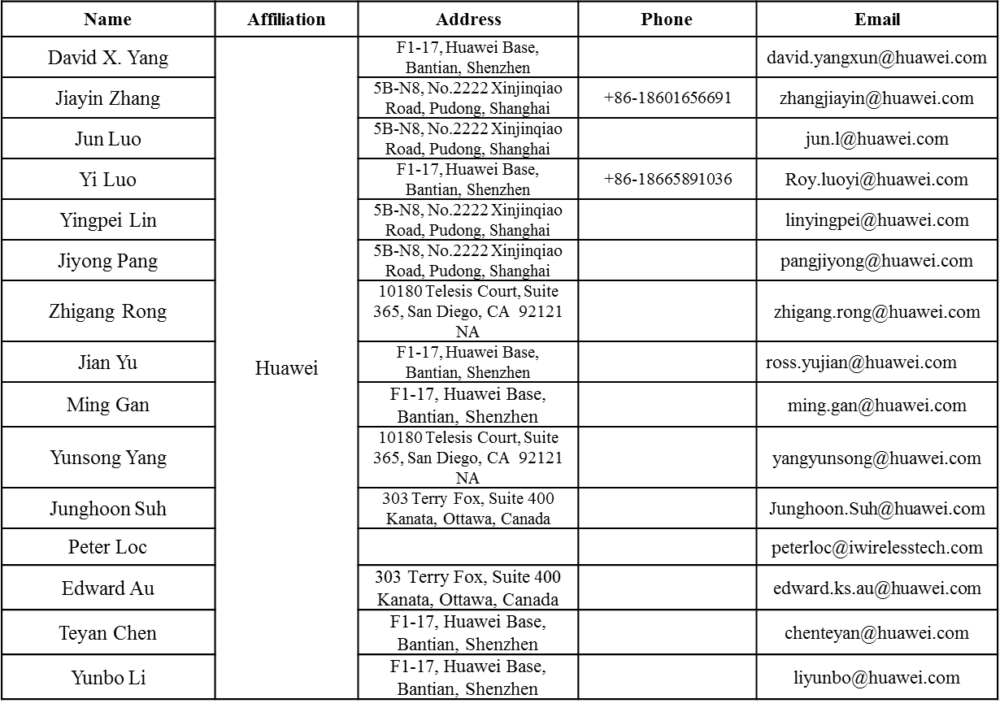 Name Affiliation Address Phone Email
David X. Yang
F1-17, Huawei Base,
Bantian, Shenzhen
david.yangxun@huawei.com
Jiayin Zhang
5B-N8, No.2222 Xinjinqiao
Road, Pudong, Shanghai
+86-18601656691
zhangjiayin@huawei.com
Jun Luo
5B-N8, No.2222 Xinjinqiao
Road, Pudong, Shanghai
jun.l@huawei.com
Yi Luo
F1-17, Huawei Base,
Bantian, Shenzhen
+86-18665891036
Roy.luoyi@huawei.com
Yingpei Lin
5B-N8, No.2222 Xinjinqiao
Road, Pudong, Shanghai
linyingpei@huawei.com
Jiyong Pang
5B-N8, No.2222 Xinjinqiao
Road, Pudong, Shanghai
pangjiyong@huawei.com
Zhigang Rong
10180 Telesis Court, Suite
365, San Diego, CA 92121
NA
zhigang.rong@huawei.com
Jian Yu
Huawei
F1-17, Huawei Base,
Bantian, Shenzhen
ross.yujian@huawei.com
Ming Gan
F1-17, Huawei Base,
Bantian, Shenzhen
ming.gan@huawei.com
Yunsong Yang
10180 Telesis Court, Suite
365, San Diego, CA 92121
NA
yangyunsong@huawei.com
Junghoon Suh
303 Terry Fox, Suite 400
Kanata, Ottawa, Canada
Junghoon.Suh@huawei.com
Peter Loc
peterloc@iwirelesstech.com
Edward Au
303 Terry Fox, Suite 400
Kanata, Ottawa, Canada
edward.ks.au@huawei.com
Teyan Chen
F1-17, Huawei Base,
Bantian, Shenzhen
chenteyan@huawei.com
Yunbo Li
F1-17, Huawei Base,
Bantian, Shenzhen
liyunbo@huawei.com